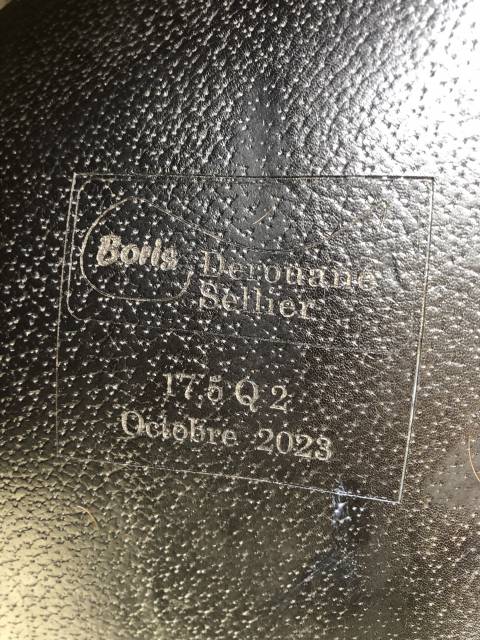 Boris Derouane
Sellier
17.5 Q 2
Octobre 2023